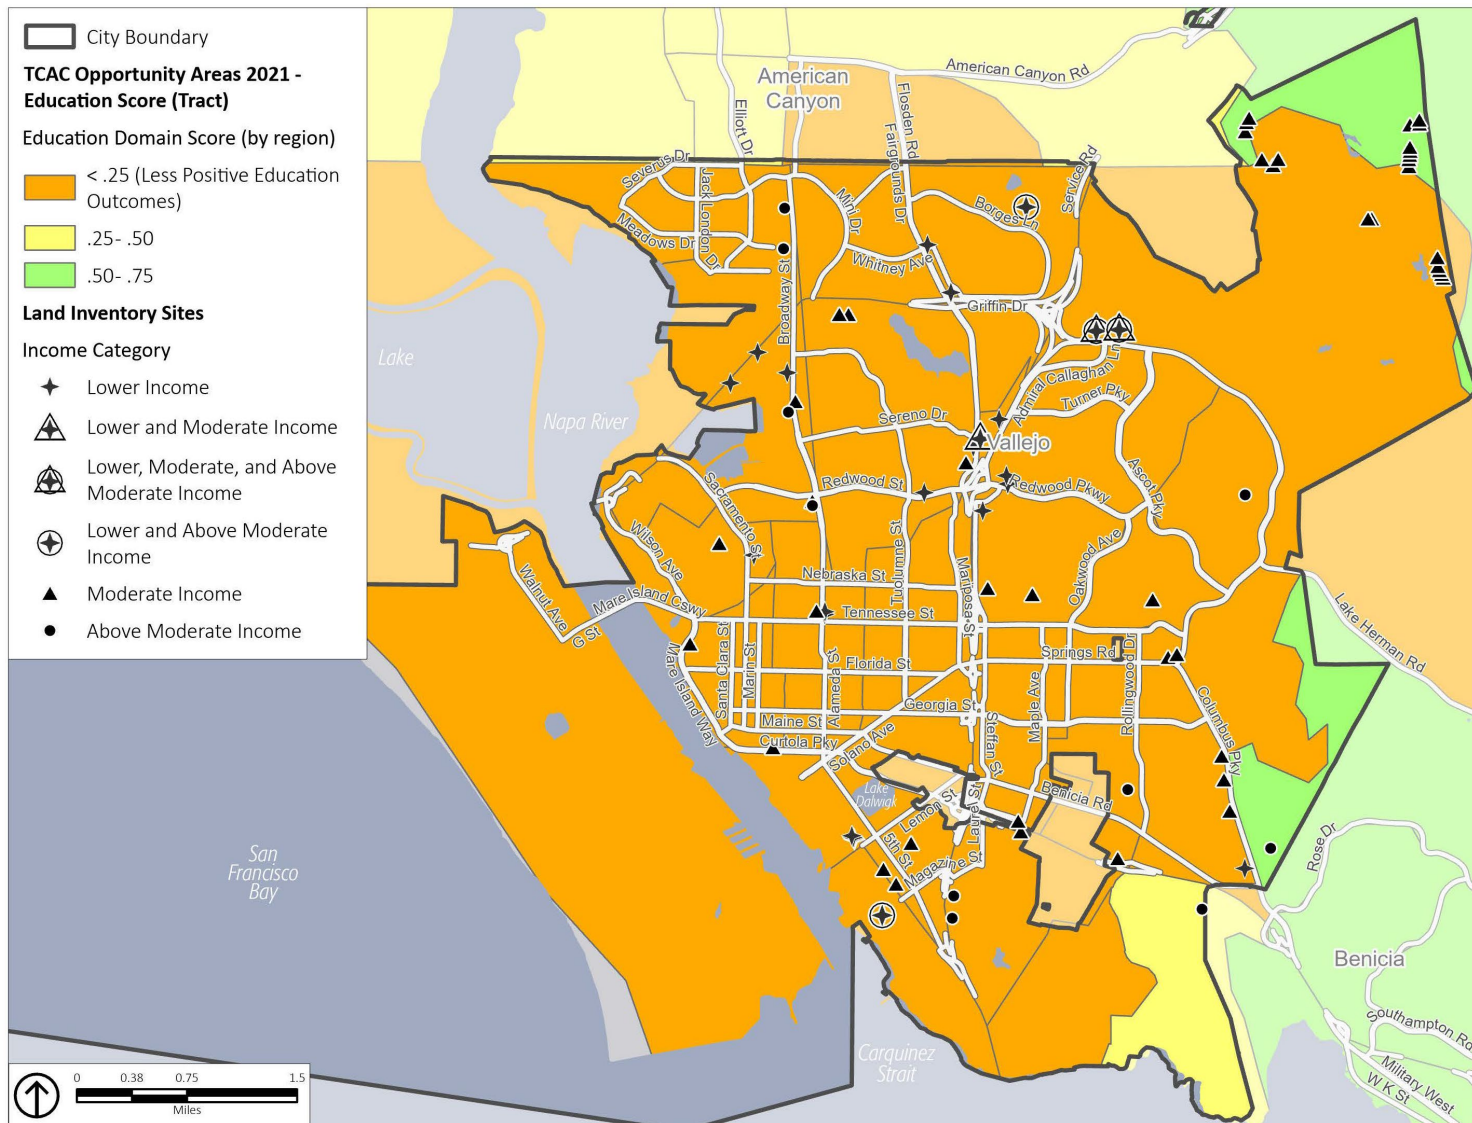 City Boundary
TCAC Opportunity Areas 2021 -
Education Score (Tract)
Education Domain Score (by region)
< .25 (Less Positive Education
Outcomes)
.25- .50
.50- .75
Land Inventory Sites
Income Category
Lower Income
Lower and Moderate Income
Lower, Moderate, and Above
Moderate Income
Lower and Above Moderate
Income
Moderate Income
Above Moderate Income
American
Canyon
American Canyon Rd
Elliott Dr
Flosden Rd
Fairgrounds Dr
Service Rd
Severus Dr
Jack London Dr
Meadows Dr
Mini Dr
Borges Ln
Whitney Ave
Broadway St
Griffin Dr
Lake
Napa River
Admiral Callaghan Ln
Turner Pky
Sereno Dr
Vallejo
Ascot Pky
Redwood St
Redwood Pkwy
Sacramento St
Wilson Ave
Tuolumne St
Mariposa St
Oakwood Ave
Nebraska St
Walnut Ave
G St
Mare Island Cswy
Tennessee St
Lake Herman Rd
Santa Clara St
Marin St
Alameda St
Florida St
Springs Rd
Rollingwood Dr
Mare Island Way
Georgia St
Maple Ave
Columbus Pky
Maine St
Steffan St
Curtola Pky
Solano Ave
Lake
Dalwigk
Lemon St
Laurel St
Benicia Rd
5th St
Magazine St
Rose Dr
San
Francisco
Bay
Benicia
Southampton Rd
Carquinez
Strait
Military West
W K St
0 0.38 0.75 1.5
Miles